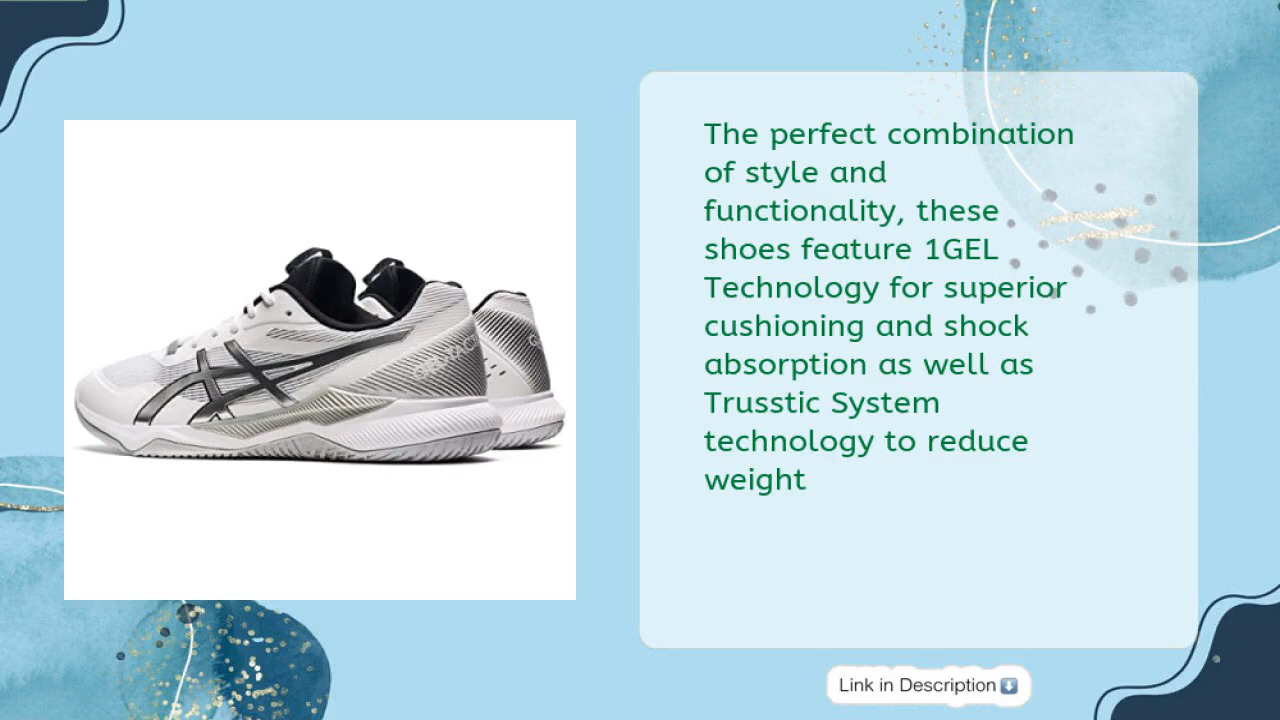 The perfect combination
of style and
functionality, these
shoes feature 1GEL
Technology for superior
cushioning and shock
absorption as well as
Trusstic System
technology to reduce
weight
Link in Description